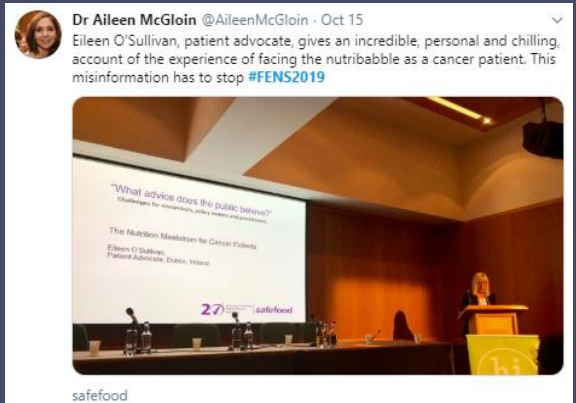 Dr Aileen McGloin @AileenMcGloin · Oct 15
Eileen O'Sullivan, patient advocate, gives an incredible, personal and chilling,
account of the experience of facing the nutribabble as a cancer patient. This
misinformation has to stop #FENS2019
"What advice does the public believe?"
Challenges for researchers, policy makers and practitioners.
The Nutrition Maelstrom for Cancer Patients
Eileen O'Sullivan,
Patient Advocate, Dublin, Ireland
safefood
hi
safefood